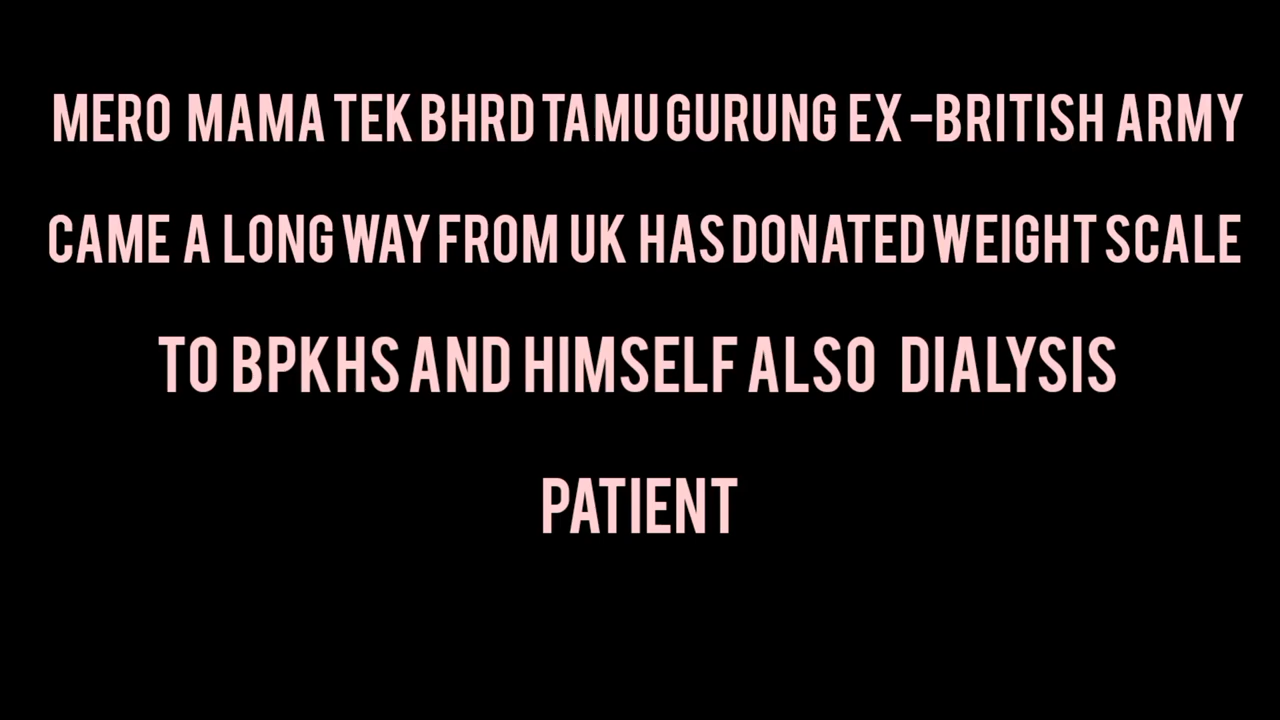 MERO MAMA TEK BHRD TAMU GURUNG EX-BRITISH ARMY
CAME A LONG WAY FROM UK HAS DONATED WEIGHT SCALE
TO BPKHS AND HIMSELF ALSO DIALYSIS
PATIENT